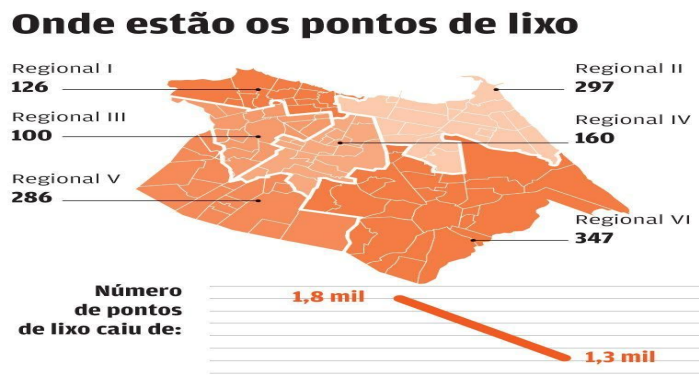 Onde estão os pontos de lixo
Regional I
126
Regional III
100
Regional V
286
Regional II
297
Regional IV
160
Regional VI
347
Número
de pontos
de lixo caiu de:
1,8 mil
1,3 mil